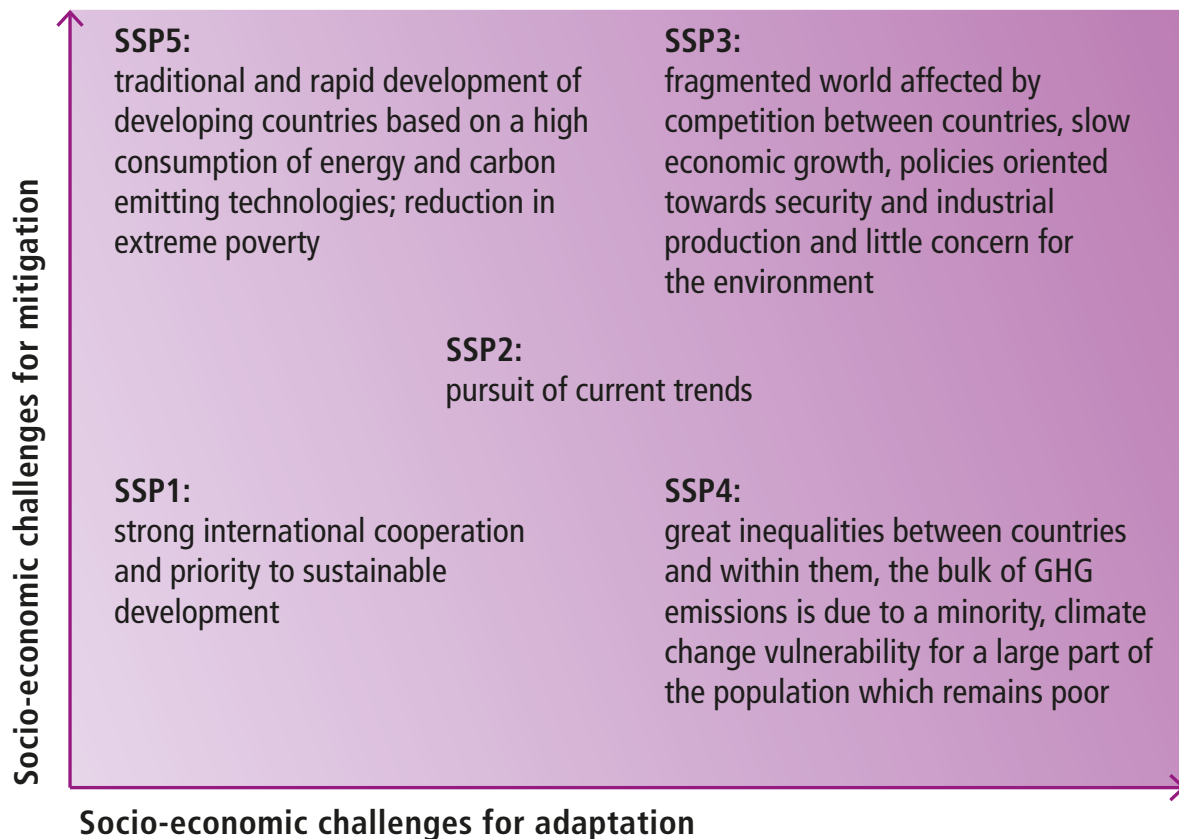 SSP5:
traditional and rapid development of
developing countries based on a high
consumption of energy and carbon
emitting technologies; reduction in
extreme poverty
SSP3:
fragmented world affected by
competition between countries, slow
economic growth, policies oriented
towards security and industrial
production and little concern for
the environment
SSP2:
pursuit of current trends
SSP1:
strong international cooperation
and priority to sustainable
development
SSP4:
great inequalities between countries
and within them, the bulk of GHG
emissions is due to a minority, climate
change vulnerability for a large part of
the population which remains poor
Socio-economic challenges for mitigation
Socio-economic challenges for adaptation